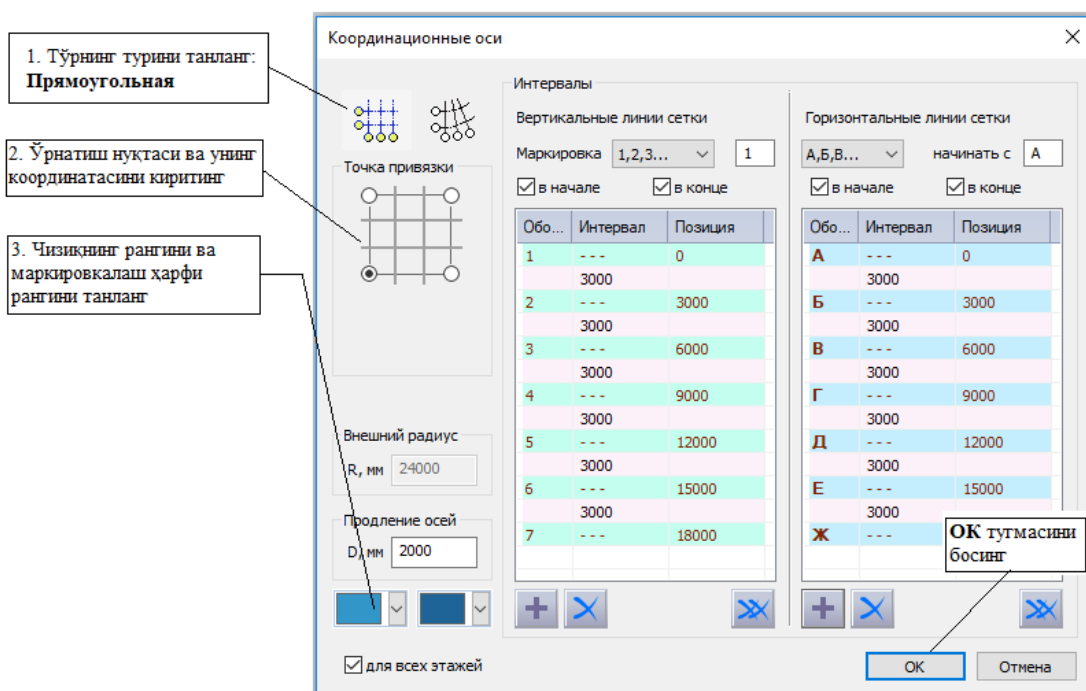 1. Тўрнинг турини танланг:
Прямоугольная
2. Ўрнатиш нуқтаси ва унинг
координатасини киритинг
3. Чизиқнинг рангини ва
маркировкалаш ҳарфи
рангини танланг
Координационные оси
Точка привязки
Внешний радиус
R, мм 24000
Продление осей
D, мм 2000
для всех этажей
Интервалы
Вертикальные линии сетки
Маркировка 1,2,3... 1
в начале в конце
Обо... Интервал Позиция
1 - - - 0
3000
2 - - - 3000
3000
3 - - - 6000
3000
4 - - - 9000
3000
5 - - - 12000
3000
6 - - - 15000
3000
7 - - - 18000
Горизонтальные линии сетки
А,Б,В... начинать с А
в начале в конце
Обо... Интервал Позиция
А - - - 0
3000
Б - - - 3000
3000
В - - - 6000
3000
Г - - - 9000
3000
Д - - - 12000
3000
Е - - - 15000
3000
Ж - - -
ОК тугмасини
босинг
ОК Отмена